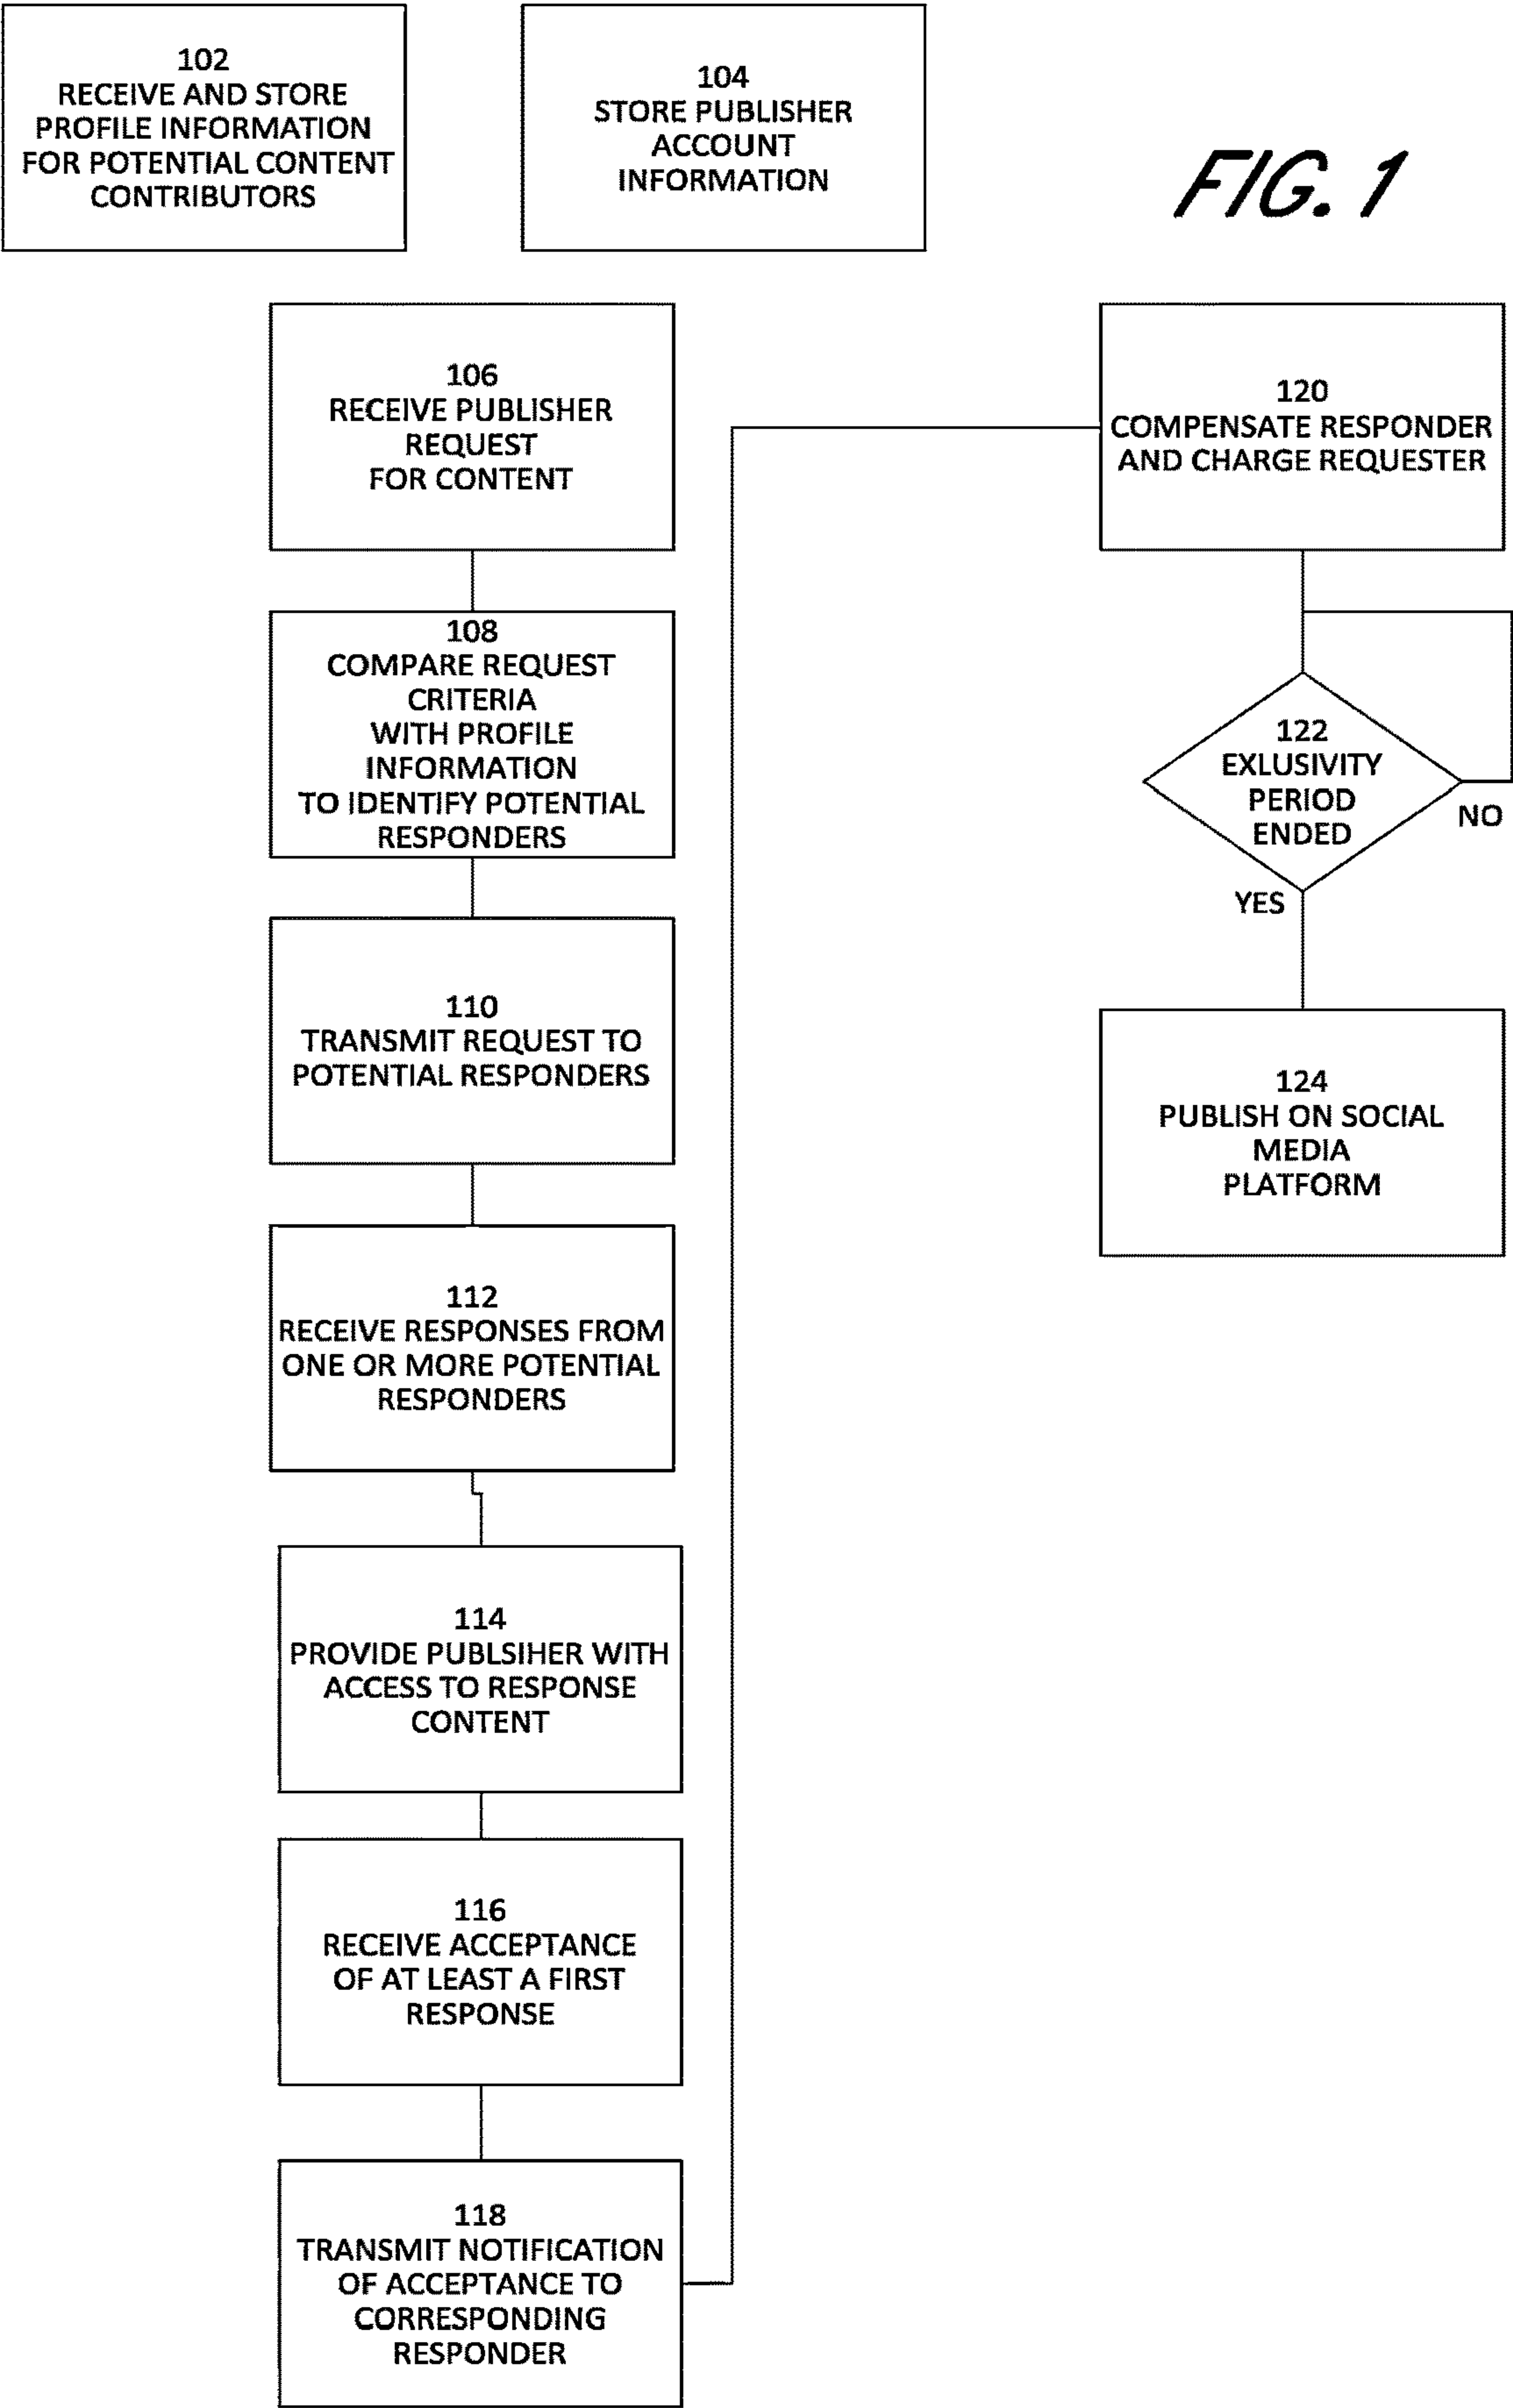 102
RECEIVE AND STORE
PROFILE INFORMATION
FOR POTENTIAL CONTENT
CONTRIBUTORS
104
STORE PUBLISHER
ACCOUNT
INFORMATION
FIG. 1
106
RECEIVE PUBLISHER
REQUEST
FOR CONTENT
108
COMPARE REQUEST
CRITERIA
WITH PROFILE
INFORMATION
TO IDENTIFY POTENTIAL
RESPONDERS
110
TRANSMIT REQUEST TO
POTENTIAL RESPONDERS
112
RECEIVE RESPONSES FROM
ONE OR MORE POTENTIAL
RESPONDERS
114
PROVIDE PUBLSIHER WITH
ACCESS TO RESPONSE
CONTENT
116
RECEIVE ACCEPTANCE
OF AT LEAST A FIRST
RESPONSE
118
TRANSMIT NOTIFICATION
OF ACCEPTANCE TO
CORRESPONDING
RESPONDER
120
COMPENSATE RESPONDER
AND CHARGE REQUESTER
122
EXLUSIVITY
PERIOD
ENDED
NO
YES
124
PUBLISH ON SOCIAL
MEDIA
PLATFORM